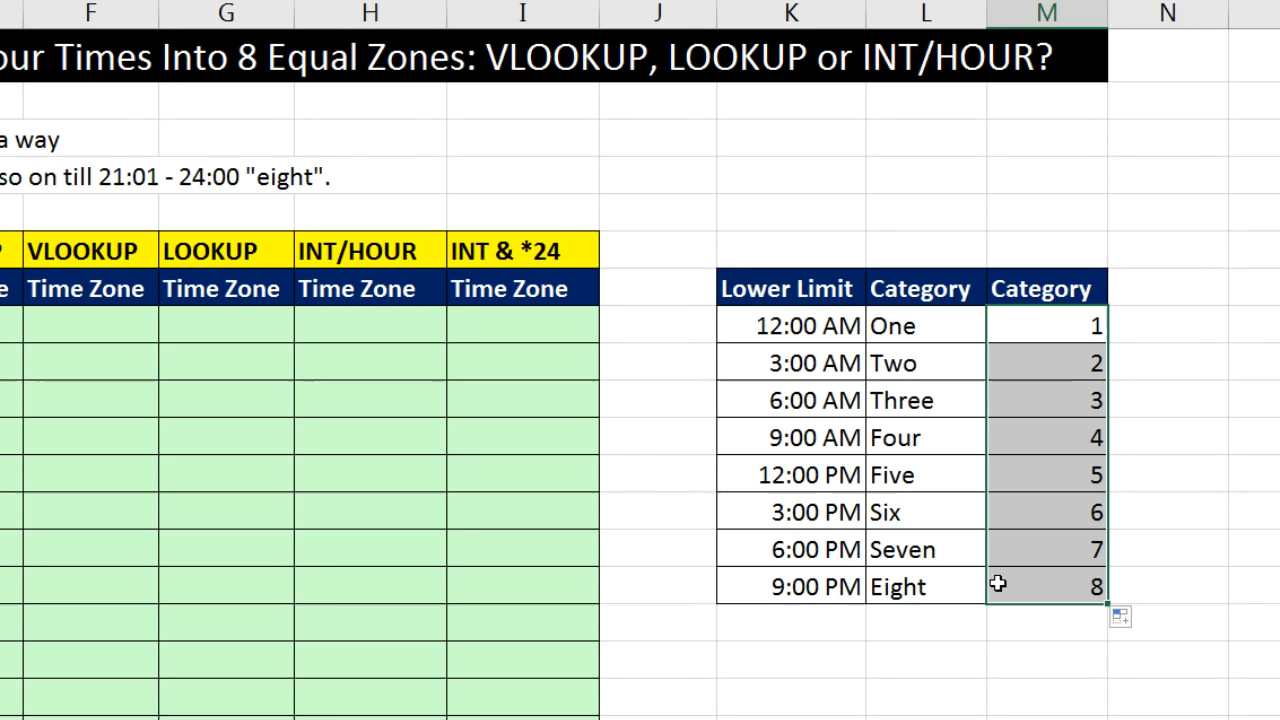 F G H I J K L M N
our Times Into 8 Equal Zones: VLOOKUP, LOOKUP or INT/HOUR?
a way
so on till 21:01 - 24:00 "eight".
VLOOKUP LOOKUP INT/HOUR INT & *24
e Time Zone Time Zone Time Zone Time Zone Lower Limit Category Category
12:00 AM One 1
3:00 AM Two 2
6:00 AM Three 3
9:00 AM Four 4
12:00 PM Five 5
3:00 PM Six 6
6:00 PM Seven 7
9:00 PM Eight 8